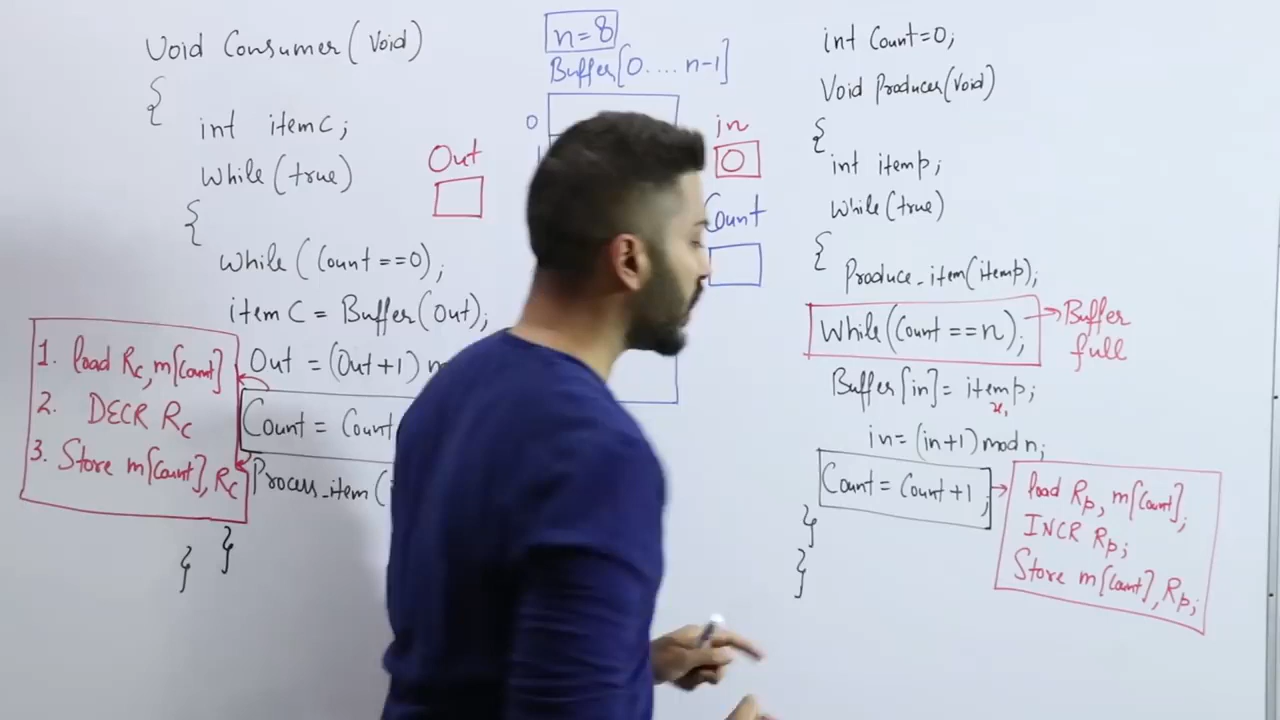 Void Consumer(Void)
{
int itemc;
While(true)
{
While(Count==0);
itemC = Buffer(Out);
Out = (Out+1)
Count = Count
Process_item(
}
}
1. load Rc, m[Count]
2. DECR Rc
3. Store m[Count], Rc
Out
n=8
Buffer[0....n-1]
0
in
0
Count
int Count=0;
Void Producer(Void)
{
int itemp;
While(true)
{
Produce_item(itemp);
While(Count==n);
Buffer full
Buffer[in]= itemp;
x1
in=(in+1)mod n;
Count = Count+1;
load Rp, m[Count];
INCR Rp;
Store m[Count], Rp;
}
}